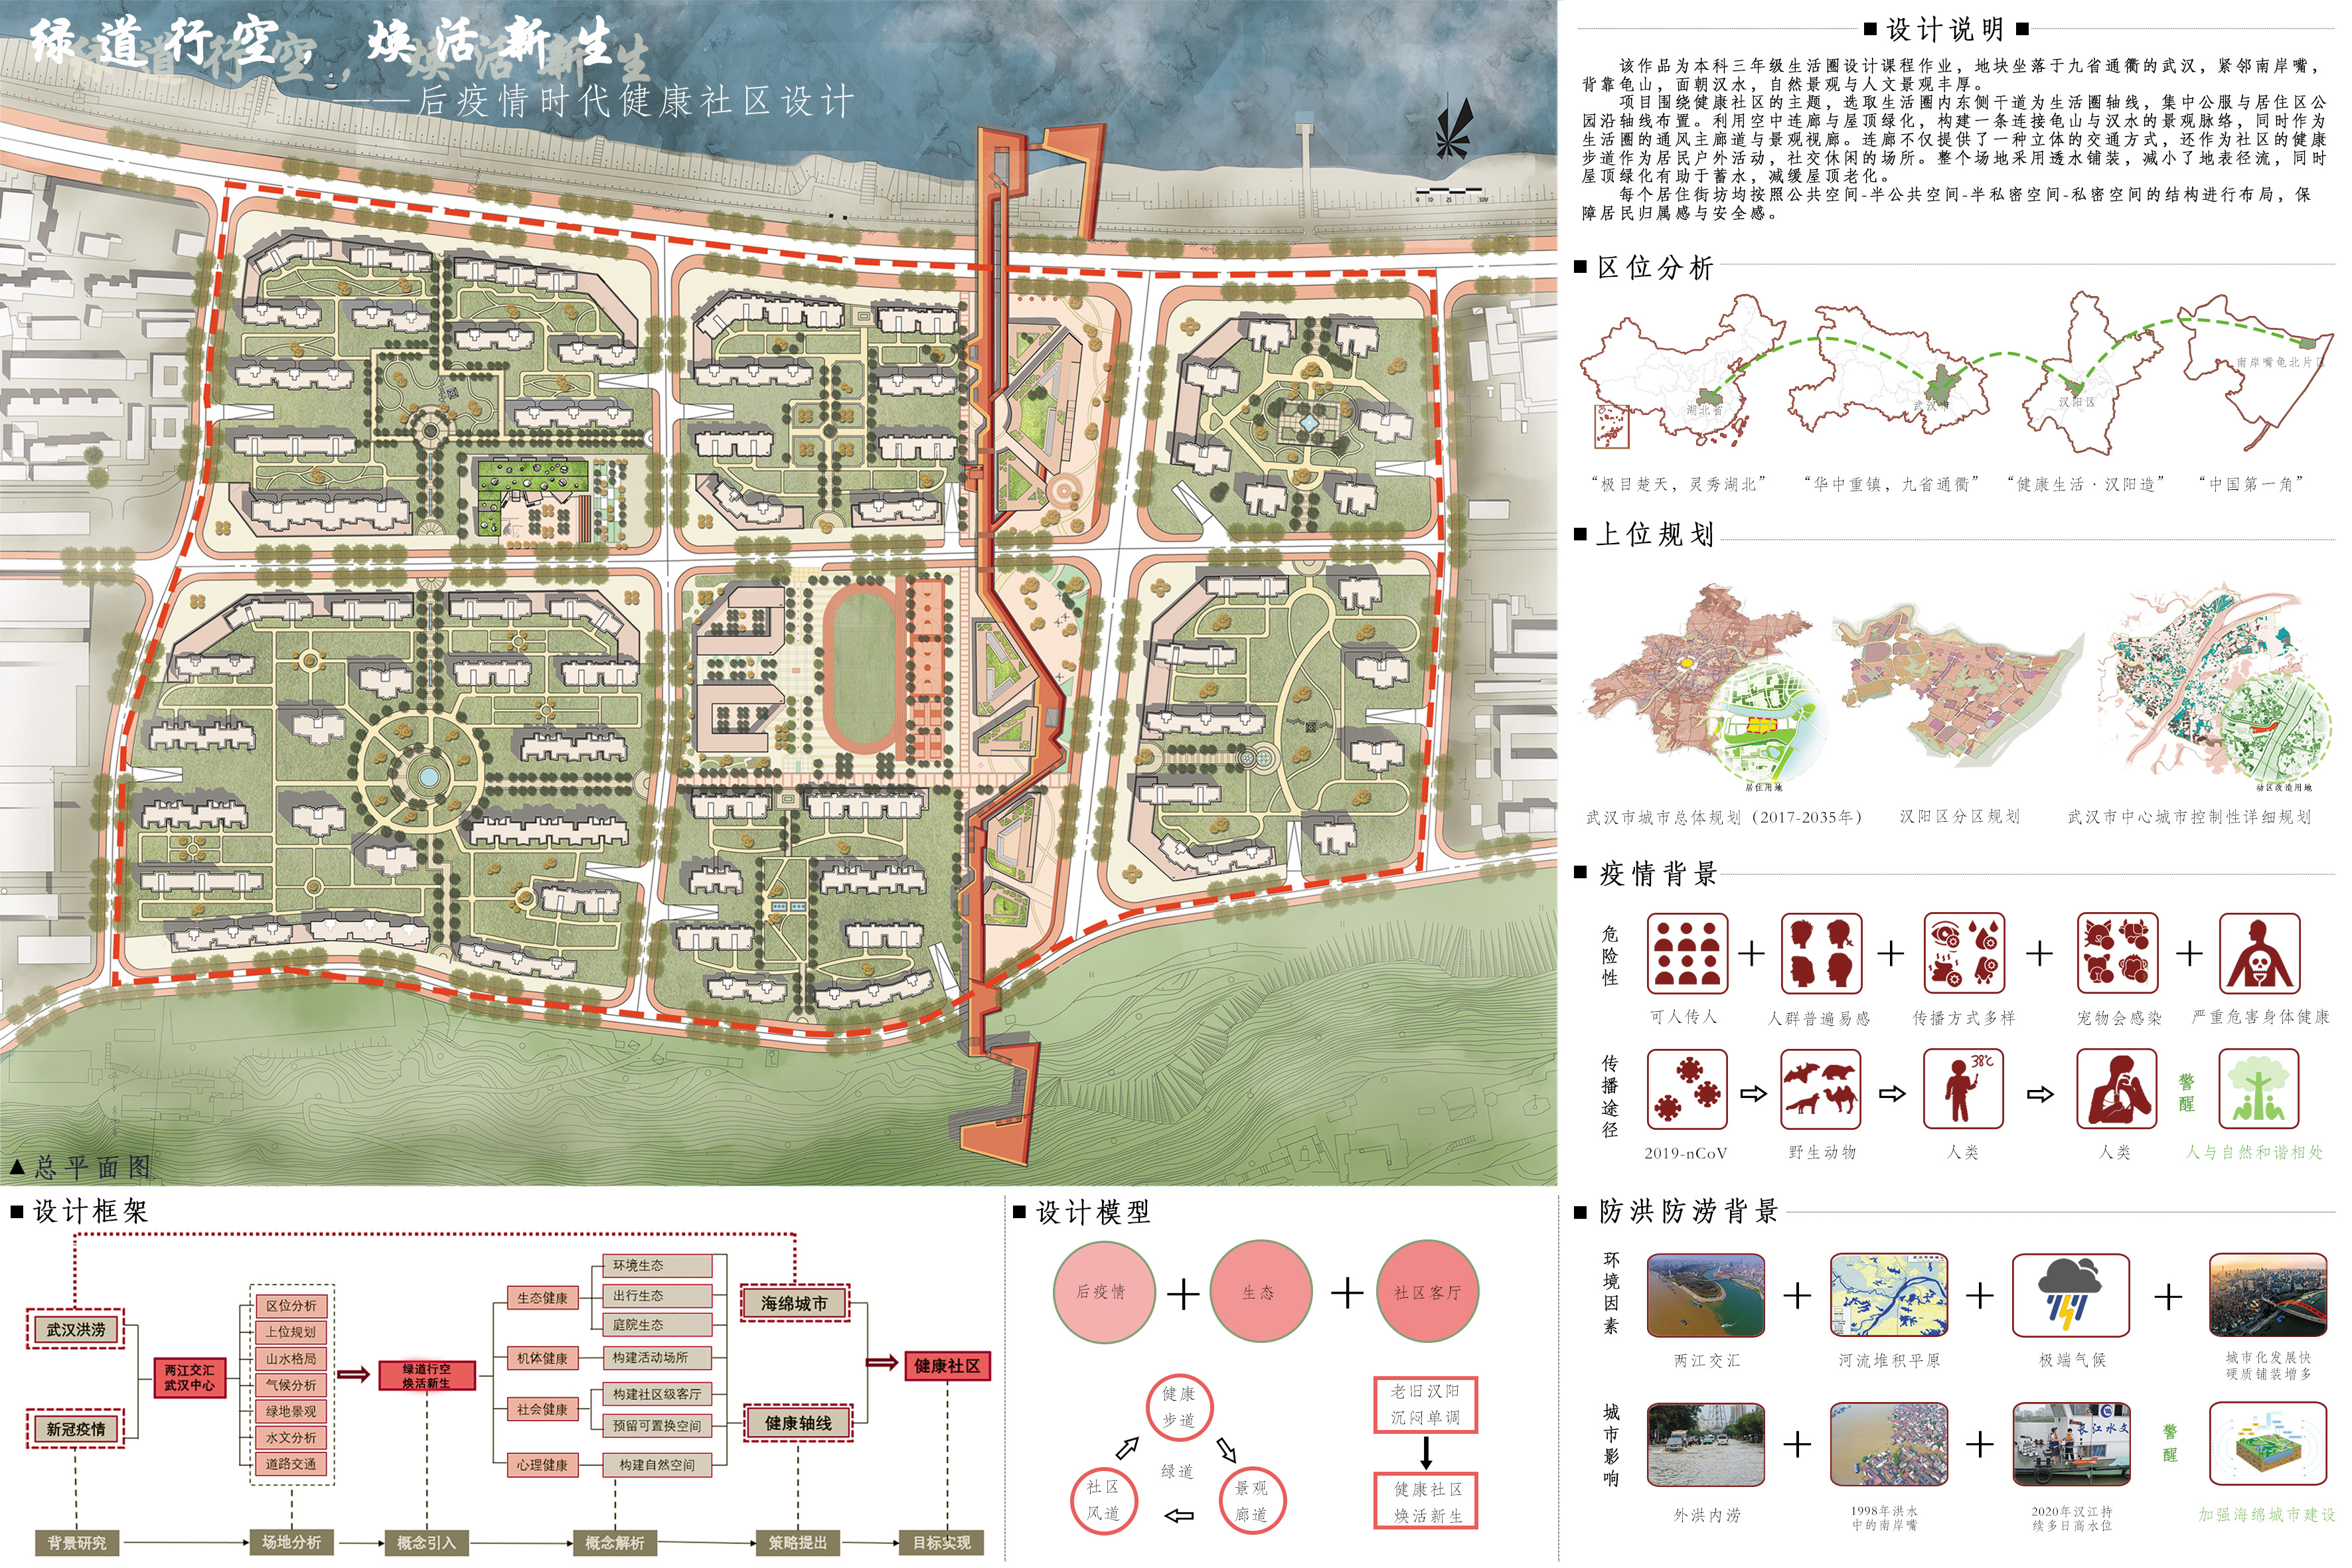 绿道行空，焕活新生
——后疫情时代健康社区设计
0 10 25 50M
▲总平面图
■设计说明■
该作品为本科三年级生活圈设计课程作业，地块坐落于九省通衢的武汉，紧邻南岸嘴，
背靠龟山，面朝汉水，自然景观与人文景观丰厚。
项目围绕健康社区的主题，选取生活圈内东侧干道为生活圈轴线，集中公服与居住区公
园沿轴线布置。利用空中连廊与屋顶绿化，构建一条连接龟山与汉水的景观脉络，同时作为
生活圈的通风主廊道与景观视廊。连廊不仅提供了一种立体的交通方式，还作为社区的健康
步道作为居民户外活动，社交休闲的场所。整个场地采用透水铺装，减小了地表径流，同时
屋顶绿化有助于蓄水，减缓屋顶老化。
每个居住街坊均按照公共空间-半公共空间-半私密空间-私密空间的结构进行布局，保
障居民归属感与安全感。
■区位分析
湖北省
武汉市
汉阳区
南岸嘴龟北片区
“极目楚天，灵秀湖北”
“华中重镇，九省通衢”
“健康生活·汉阳造”
“中国第一角”
■上位规划
居住用地
动区改造用地
武汉市城市总体规划（2017-2035年）
汉阳区分区规划
武汉市中心城市控制性详细规划
■疫情背景
危险性
可人传人
人群普遍易感
传播方式多样
宠物会感染
严重危害身体健康
传播途径
38℃
警醒
2019-nCoV
野生动物
人类
人类
人与自然和谐相处
■防洪防涝背景
环境因素
两江交汇
河流堆积平原
极端气候
城市化发展快
硬质铺装增多
城市影响
长江水文
警醒
外洪内涝
1998年洪水
中的南岸嘴
2020年汉江持
续多日高水位
加强海绵城市建设
■设计框架
武汉洪涝
新冠疫情
两江交汇
武汉中心
区位分析
上位规划
山水格局
气候分析
绿地景观
水文分析
道路交通
绿道行空
焕活新生
生态健康
机体健康
社会健康
心理健康
环境生态
出行生态
庭院生态
构建活动场所
构建社区级客厅
预留可置换空间
构建自然空间
海绵城市
健康轴线
健康社区
背景研究
场地分析
概念引入
概念解析
策略提出
目标实现
■设计模型
后疫情
生态
社区客厅
健康
步道
绿道
社区
风道
景观
廊道
老旧汉阳
沉闷单调
健康社区
焕活新生